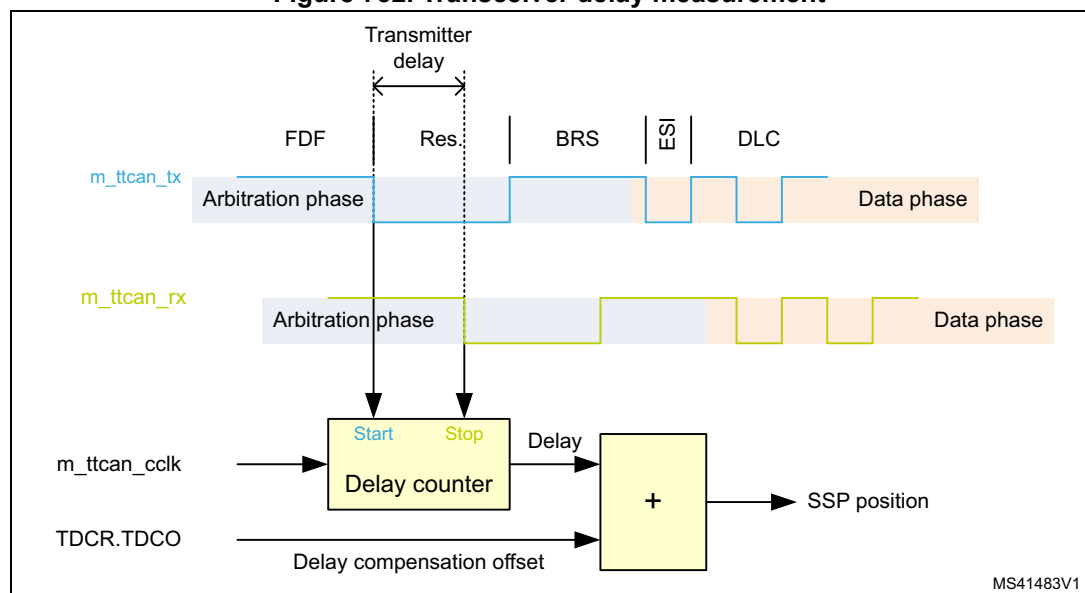 Transmitter
delay
FDF Res. BRS ESI DLC
m_ttcan_tx
Arbitration phase Data phase
m_ttcan_rx
Arbitration phase Data phase
Start Stop
Delay
m_ttcan_cclk
Delay counter
+
SSP position
TDCR.TDCO
Delay compensation offset
MS41483V1